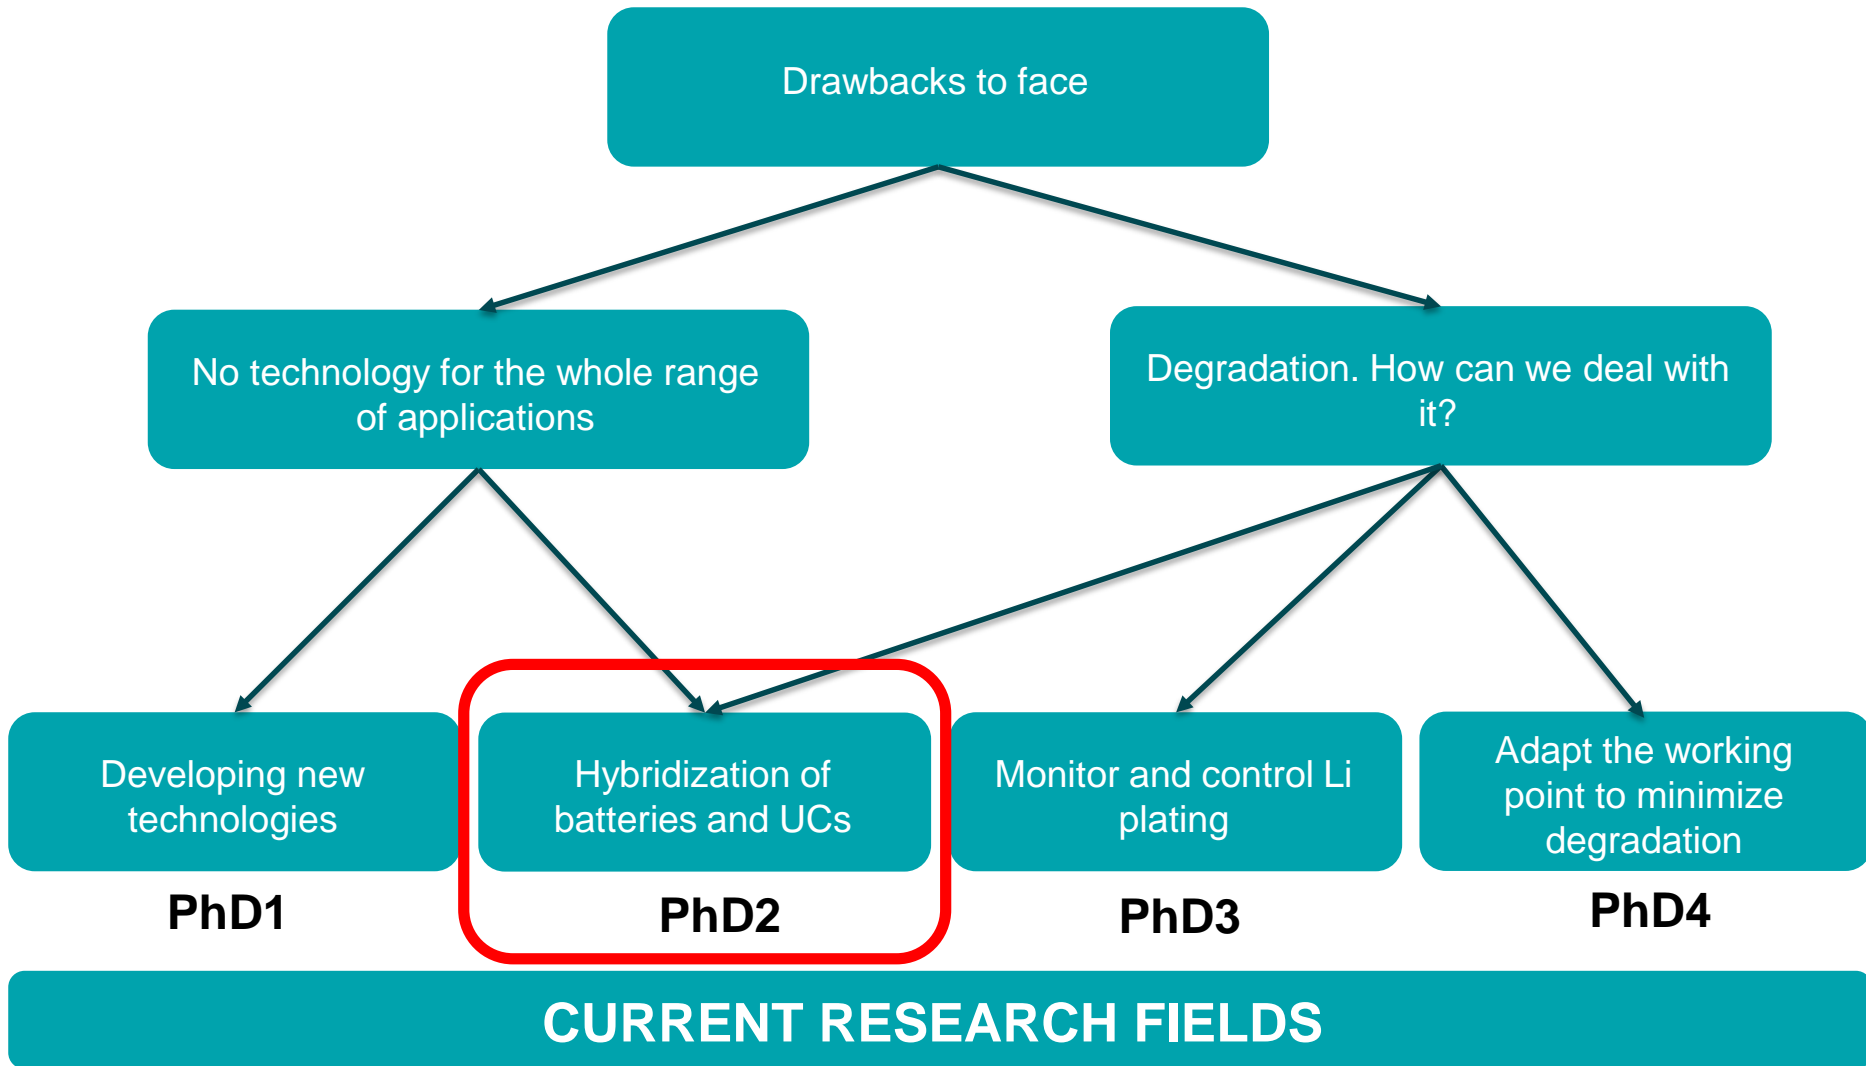 Drawbacks to face
No technology for the whole range
of applications
Degradation. How can we deal with
it?
Developing new
technologies
Hybridization of
batteries and UCs
Monitor and control Li
plating
Adapt the working
point to minimize
degradation
PhD1
PhD2
PhD3
PhD4
CURRENT RESEARCH FIELDS